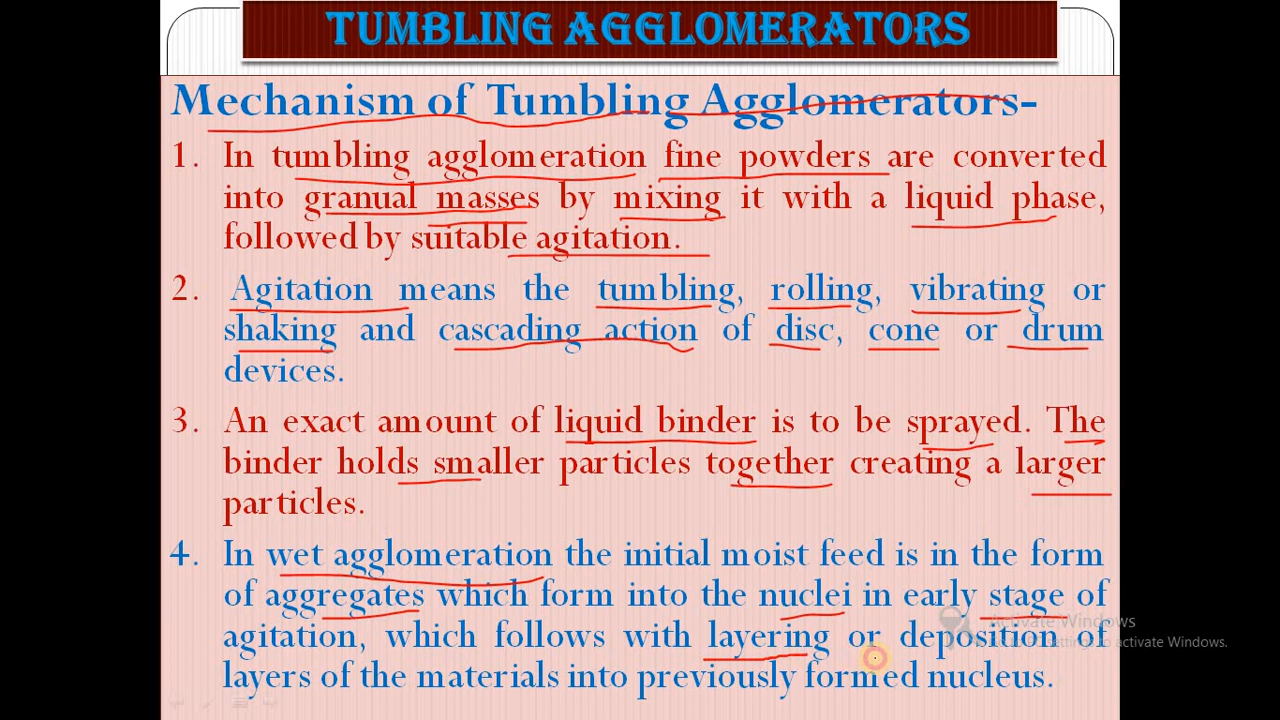 TUMBLING AGGLOMERATORS
Mechanism of Tumbling Agglomerators-
1. In tumbling agglomeration fine powders are converted
into granual masses by mixing it with a liquid phase,
followed by suitable agitation.
2. Agitation means the tumbling, rolling, vibrating or
shaking and cascading action of disc, cone or drum
devices.
3. An exact amount of liquid binder is to be sprayed. The
binder holds smaller particles together creating a larger
particles.
4. In wet agglomeration the initial moist feed is in the form
of aggregates which form into the nuclei in early stage of
Activate Windows
agitation, which follows with layering or deposition of
to activate Windows.
layers of the materials into previously formed nucleus.